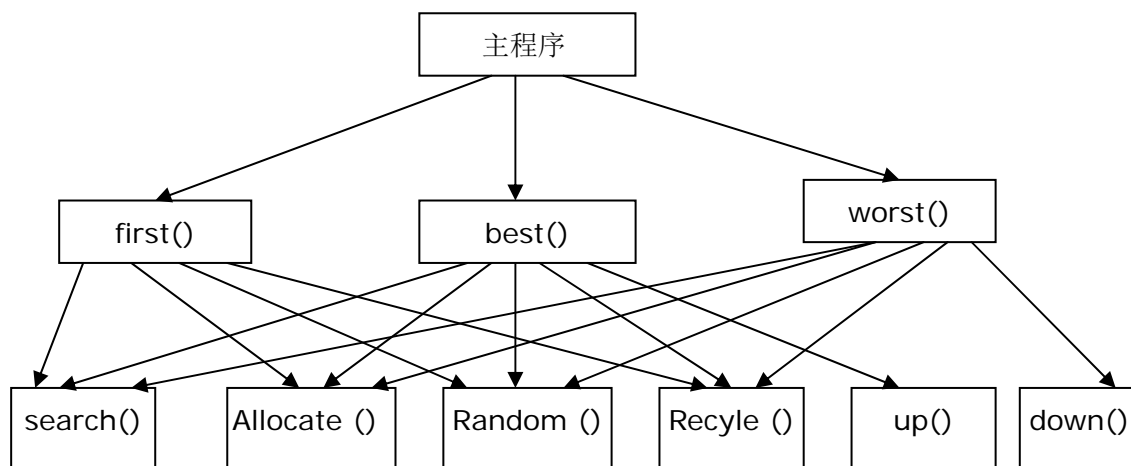 主程序
first()
best()
worst()
search()
Allocate ()
Random ()
Recyle ()
up()
down()